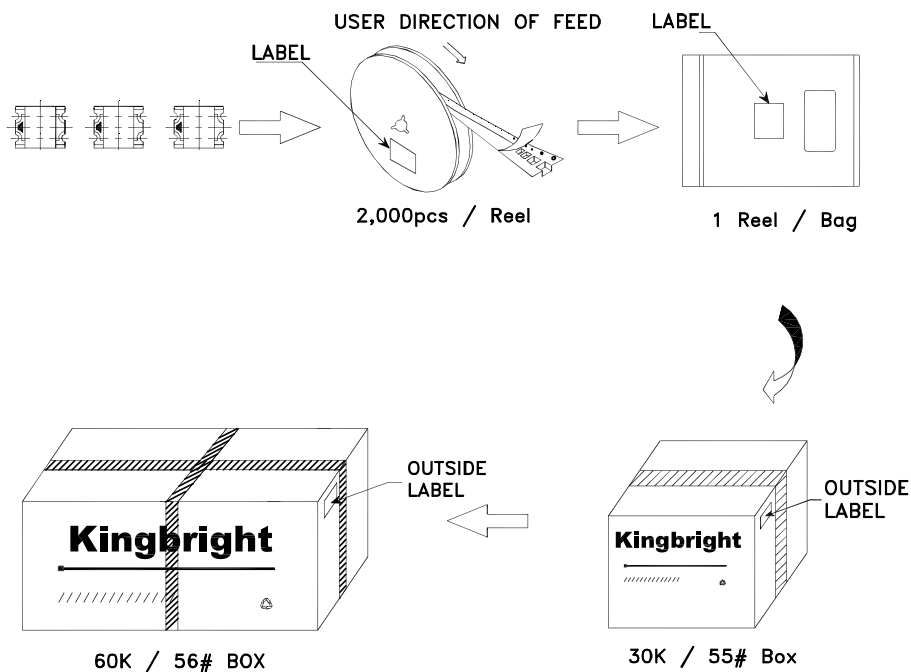 USER DIRECTION OF FEED
LABEL
LABEL
2,000pcs / Reel
1 Reel / Bag
OUTSIDE
LABEL
OUTSIDE
LABEL
Kingbright
Kingbright
60K / 56# BOX
30K / 55# Box